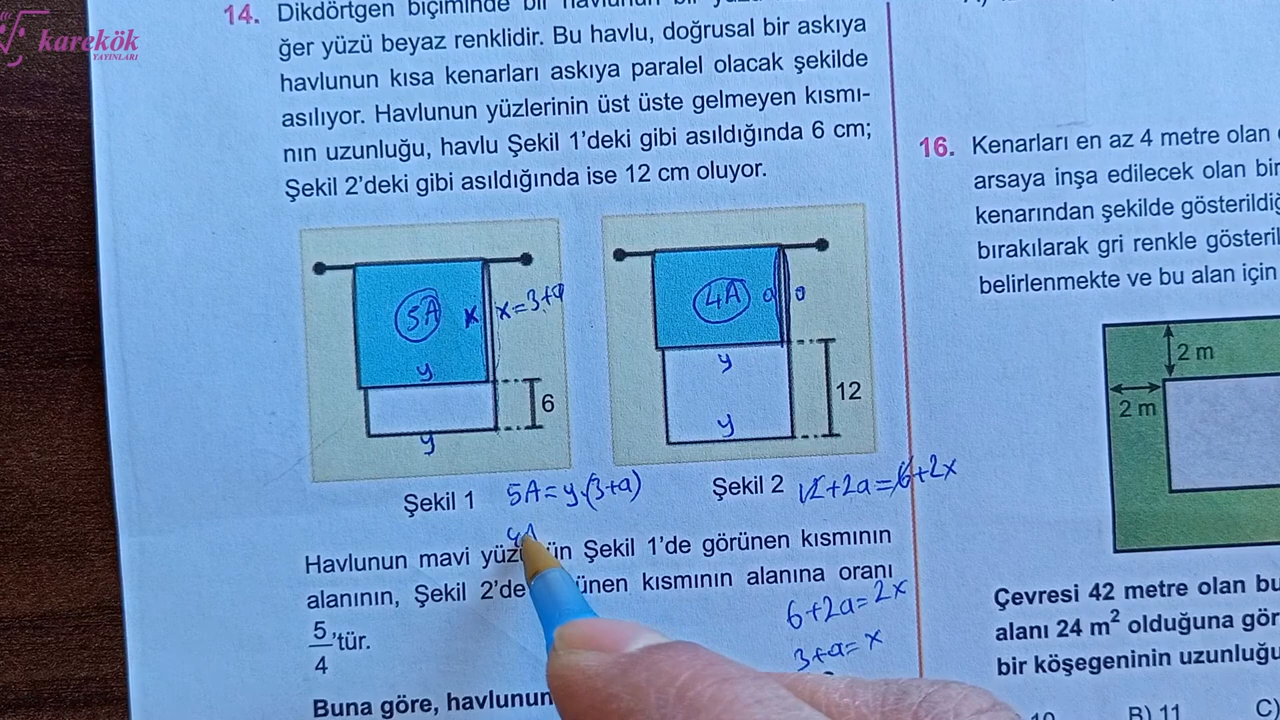 karekök
YAYINLARI
14. Dikdörtgen biçiminde bir havlunun bir
ğer yüzü beyaz renklidir. Bu havlu, doğrusal bir askıya
havlunun kısa kenarları askıya paralel olacak şekilde
asılıyor. Havlunun yüzlerinin üst üste gelmeyen kısmı-
nın uzunluğu, havlu Şekil 1'deki gibi asıldığında 6 cm;
Şekil 2'deki gibi asıldığında ise 12 cm oluyor.
5A x x=3+a
y
6
y
4A a a
y
12
y
Şekil 1 5A=y.(3+a)
Şekil 2 12+2a=6+2x
4A
Havlunun mavi yüzünün Şekil 1'de görünen kısmının
alanının, Şekil 2'de görünen kısmının alanına oranı
5
4 'tür.
6+2a=2x
3+a=x
Buna göre, havlunun
16. Kenarları en az 4 metre olan
arsaya inşa edilecek olan bir
kenarından şekilde gösterildiğ
bırakılarak gri renkle gösteril
belirlenmekte ve bu alan için
2 m
2 m
Çevresi 42 metre olan bu
alanı 24 m² olduğuna gör
bir köşegeninin uzunluğu
10 B) 11 C)